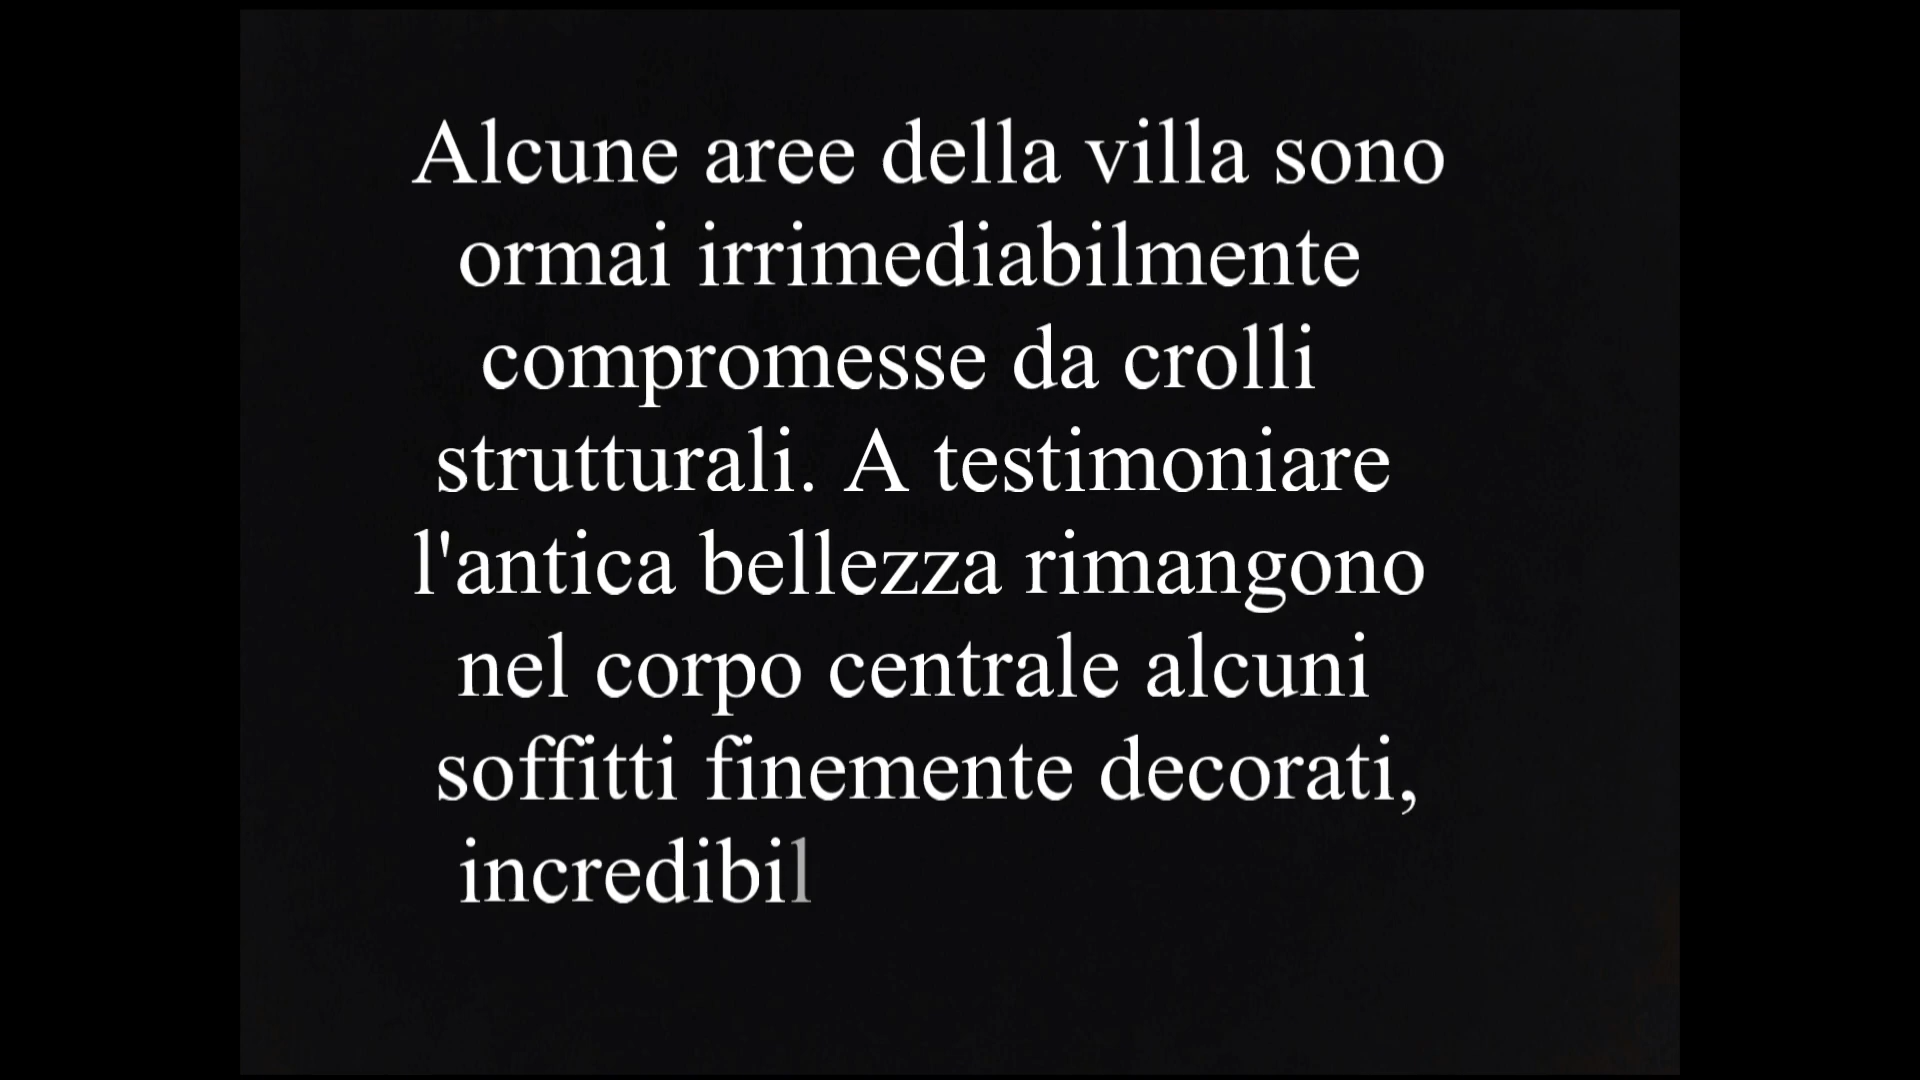 Alcune aree della villa sono
ormai irrimediabilmente
compromesse da crolli
strutturali. A testimoniare
l'antica bellezza rimangono
nel corpo centrale alcuni
soffitti finemente decorati,
incredibil